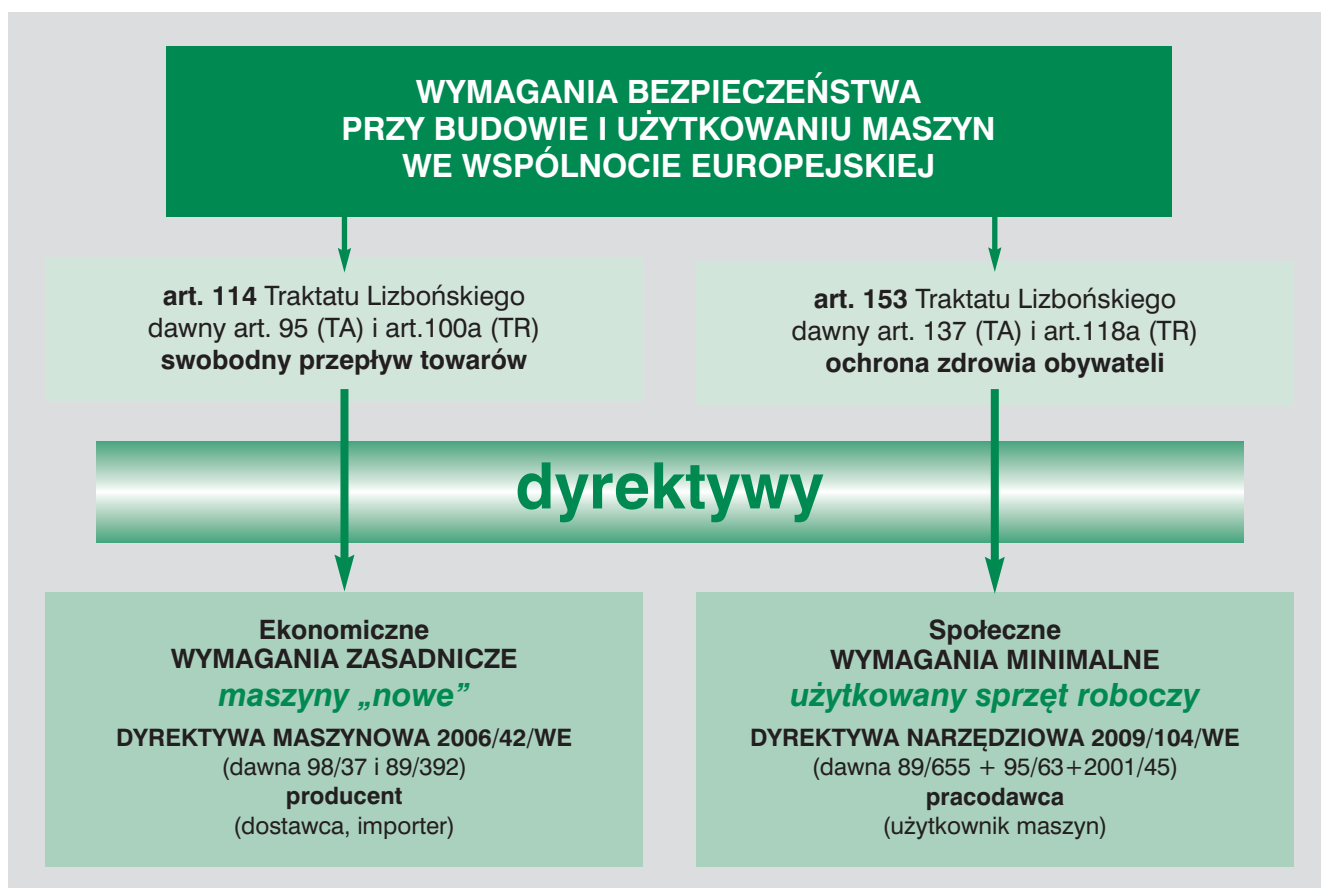 WYMAGANIA BEZPIECZEŃSTWA
PRZY BUDOWIE I UŻYTKOWANIU MASZYN
WE WSPÓLNOCIE EUROPEJSKIEJ
art. 114 Traktatu Lizbońskiego
dawny art. 95 (TA) i art.100a (TR)
swobodny przepływ towarów
art. 153 Traktatu Lizbońskiego
dawny art. 137 (TA) i art.118a (TR)
ochrona zdrowia obywateli
dyrektywy
Ekonomiczne
WYMAGANIA ZASADNICZE
maszyny „nowe”
DYREKTYWA MASZYNOWA 2006/42/WE
(dawna 98/37 i 89/392)
producent
(dostawca, importer)
Społeczne
WYMAGANIA MINIMALNE
użytkowany sprzęt roboczy
DYREKTYWA NARZĘDZIOWA 2009/104/WE
(dawna 89/655 + 95/63+2001/45)
pracodawca
(użytkownik maszyn)